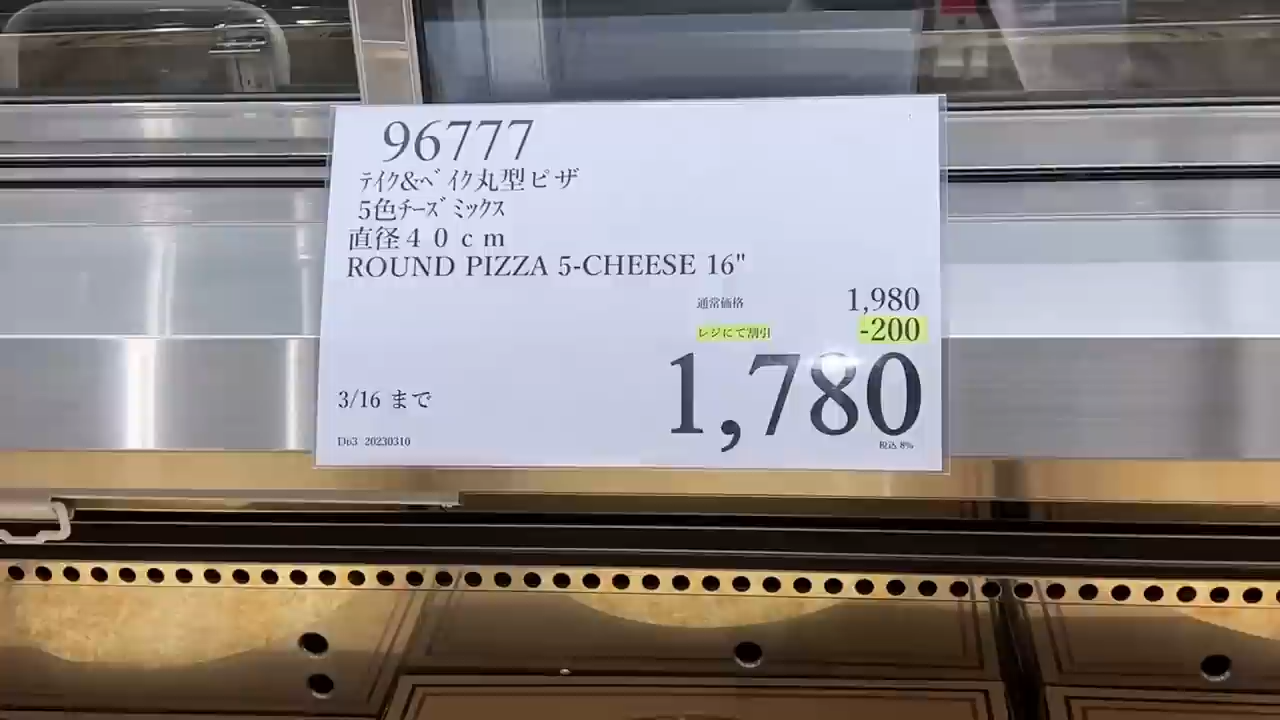 96777
ﾃｲｸ&ﾍﾞｲｸ丸型ピザ
5色ﾁｰｽﾞﾐｯｸｽ
直径４０ｃｍ
ROUND PIZZA 5-CHEESE 16"
通常価格 1,980
レジにて割引 -200
1,780
3/16 まで
税込 8%
D03 20230310